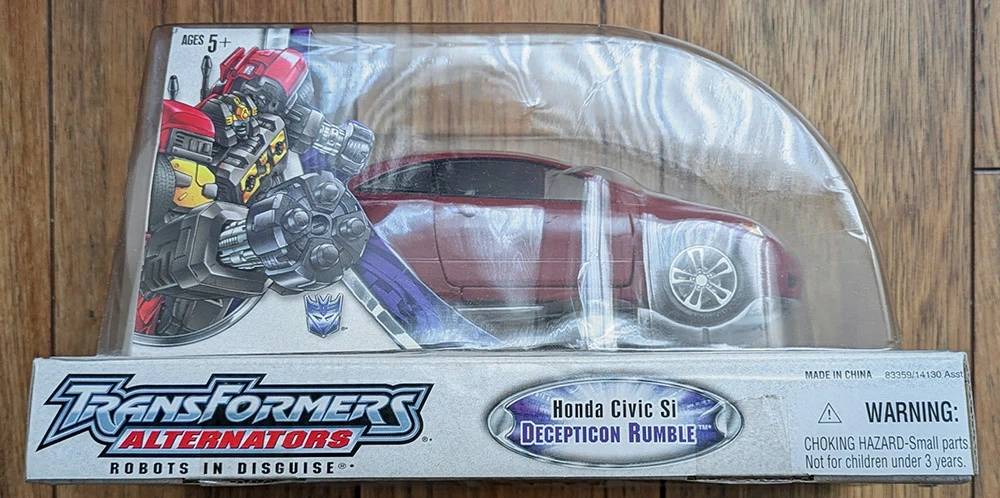 AGES 5+
TRANSFORMERS
ALTERNATORS
ROBOTS IN DISGUISE®
Honda Civic Si
DECEPTICON RUMBLE™*
MADE IN CHINA 83359/14130 Asst
⚠ WARNING:
CHOKING HAZARD-Small parts
Not for children under 3 years.